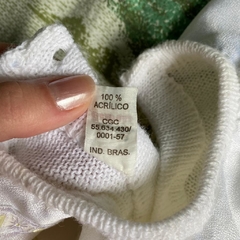 100 %
ACRÍLICO
CGC
55.634.430/
0001-57
IND. BRAS.